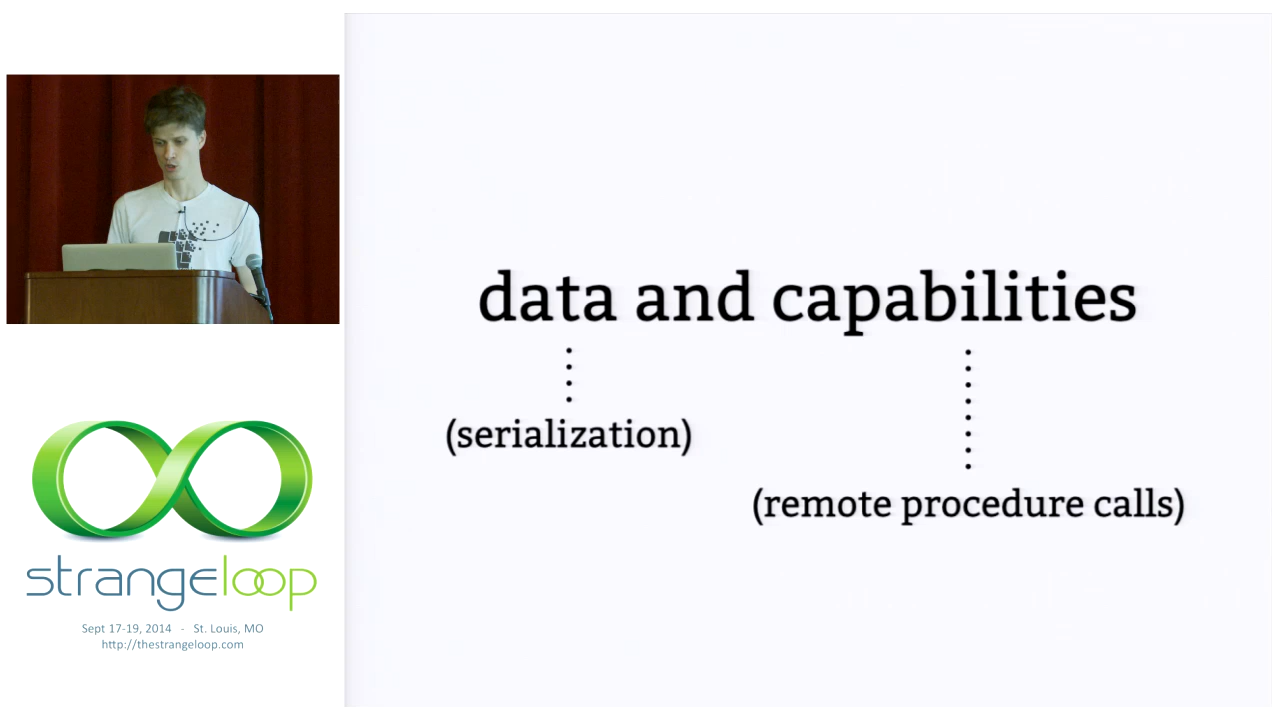 data and capabilities
(serialization)
(remote procedure calls)
strangeloop
Sept 17-19, 2014 - St. Louis, MO
http://thestrangeloop.com